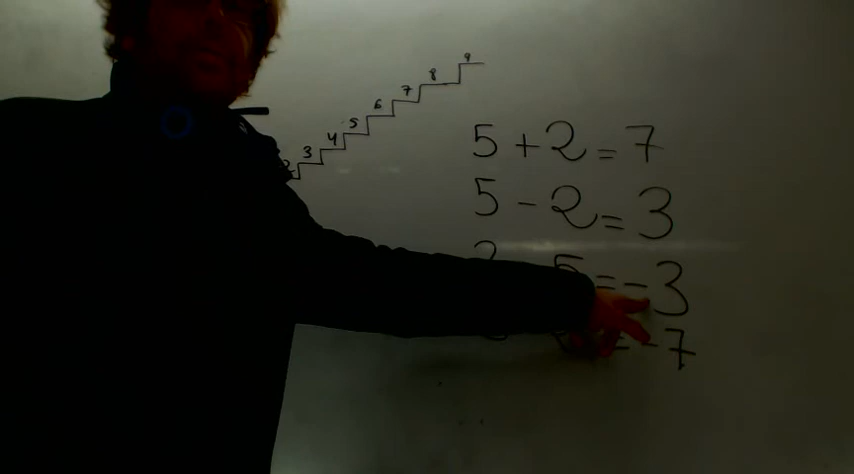 2 3 4 5 6 7 8 9
5 + 2 = 7
5 - 2 = 3
2 5 = - 3
= - 7